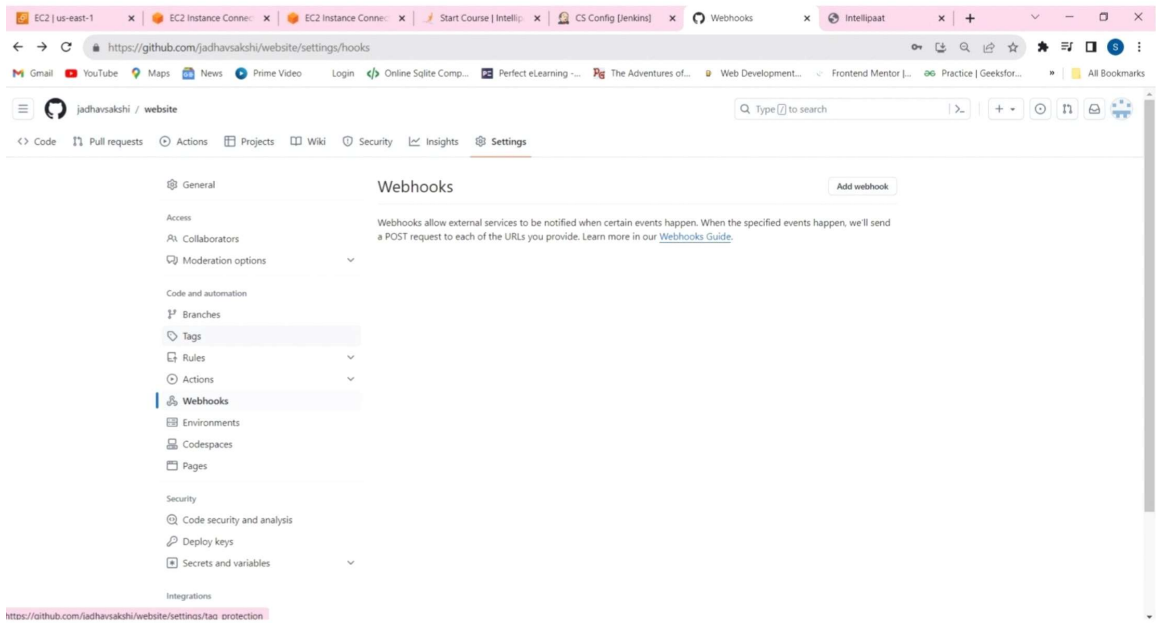 EC2 | us-east-1
EC2 Instance Connec
EC2 Instance Connec
Start Course | Intellip
CS Config [Jenkins]
Webhooks
Intellipaat
https://github.com/jadhavsakshi/website/settings/hooks
S
Gmail YouTube Maps News Prime Video Login Online Sqlite Comp... Perfect eLearning -... The Adventures of... Web Development... Frontend Mentor |... Practice | Geeksfor... » All Bookmarks
jadhavsakshi / website
Type / to search
Code Pull requests Actions Projects Wiki Security Insights Settings
General
Webhooks
Add webhook
Access
Webhooks allow external services to be notified when certain events happen. When the specified events happen, we'll send
a POST request to each of the URLs you provide. Learn more in our Webhooks Guide.
Collaborators
Moderation options
Code and automation
Branches
Tags
Rules
Actions
Webhooks
Environments
Codespaces
Pages
Security
Code security and analysis
Deploy keys
Secrets and variables
Integrations
https://github.com/jadhavsakshi/website/settings/tag_protection